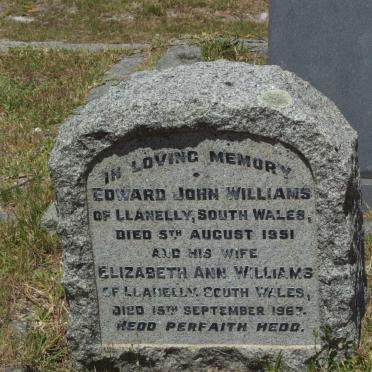 IN LOVING MEMORY
EDWARD JOHN WILLIAMS
OF LLANELLY, SOUTH WALES,
DIED 5TH AUGUST 1951
AND HIS WIFE
ELIZABETH ANN WILLIAMS
OF LLANELLY, SOUTH WALES,
DIED 15TH SEPTEMBER 1967.
HEDD PERFAITH HEDD.